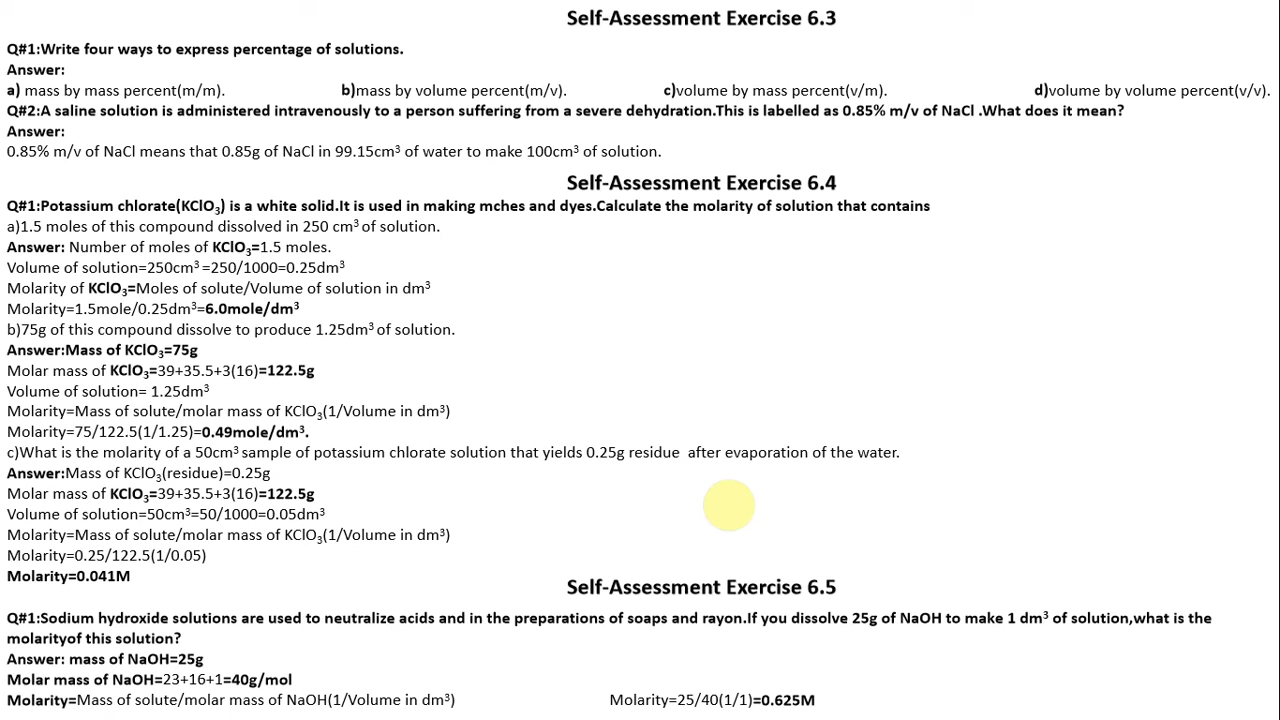 Self-Assessment Exercise 6.3
Q#1:Write four ways to express percentage of solutions.
Answer:
a) mass by mass percent(m/m). b)mass by volume percent(m/v). c)volume by mass percent(v/m). d)volume by volume percent(v/v).
Q#2:A saline solution is administered intravenously to a person suffering from a severe dehydration.This is labelled as 0.85% m/v of NaCl .What does it mean?
Answer:
0.85% m/v of NaCl means that 0.85g of NaCl in 99.15cm³ of water to make 100cm³ of solution.
Self-Assessment Exercise 6.4
Q#1:Potassium chlorate(KClO₃) is a white solid.It is used in making mches and dyes.Calculate the molarity of solution that contains
a)1.5 moles of this compound dissolved in 250 cm³ of solution.
Answer: Number of moles of KClO₃=1.5 moles.
Volume of solution=250cm³ =250/1000=0.25dm³
Molarity of KClO₃=Moles of solute/Volume of solution in dm³
Molarity=1.5mole/0.25dm³=6.0mole/dm³
b)75g of this compound dissolve to produce 1.25dm³ of solution.
Answer:Mass of KClO₃=75g
Molar mass of KClO₃=39+35.5+3(16)=122.5g
Volume of solution= 1.25dm³
Molarity=Mass of solute/molar mass of KClO₃(1/Volume in dm³)
Molarity=75/122.5(1/1.25)=0.49mole/dm³.
c)What is the molarity of a 50cm³ sample of potassium chlorate solution that yields 0.25g residue after evaporation of the water.
Answer:Mass of KClO₃(residue)=0.25g
Molar mass of KClO₃=39+35.5+3(16)=122.5g
Volume of solution=50cm³=50/1000=0.05dm³
Molarity=Mass of solute/molar mass of KClO₃(1/Volume in dm³)
Molarity=0.25/122.5(1/0.05)
Molarity=0.041M
Self-Assessment Exercise 6.5
Q#1:Sodium hydroxide solutions are used to neutralize acids and in the preparations of soaps and rayon.If you dissolve 25g of NaOH to make 1 dm³ of solution,what is the
molarityof this solution?
Answer: mass of NaOH=25g
Molar mass of NaOH=23+16+1=40g/mol
Molarity=Mass of solute/molar mass of NaOH(1/Volume in dm³) Molarity=25/40(1/1)=0.625M